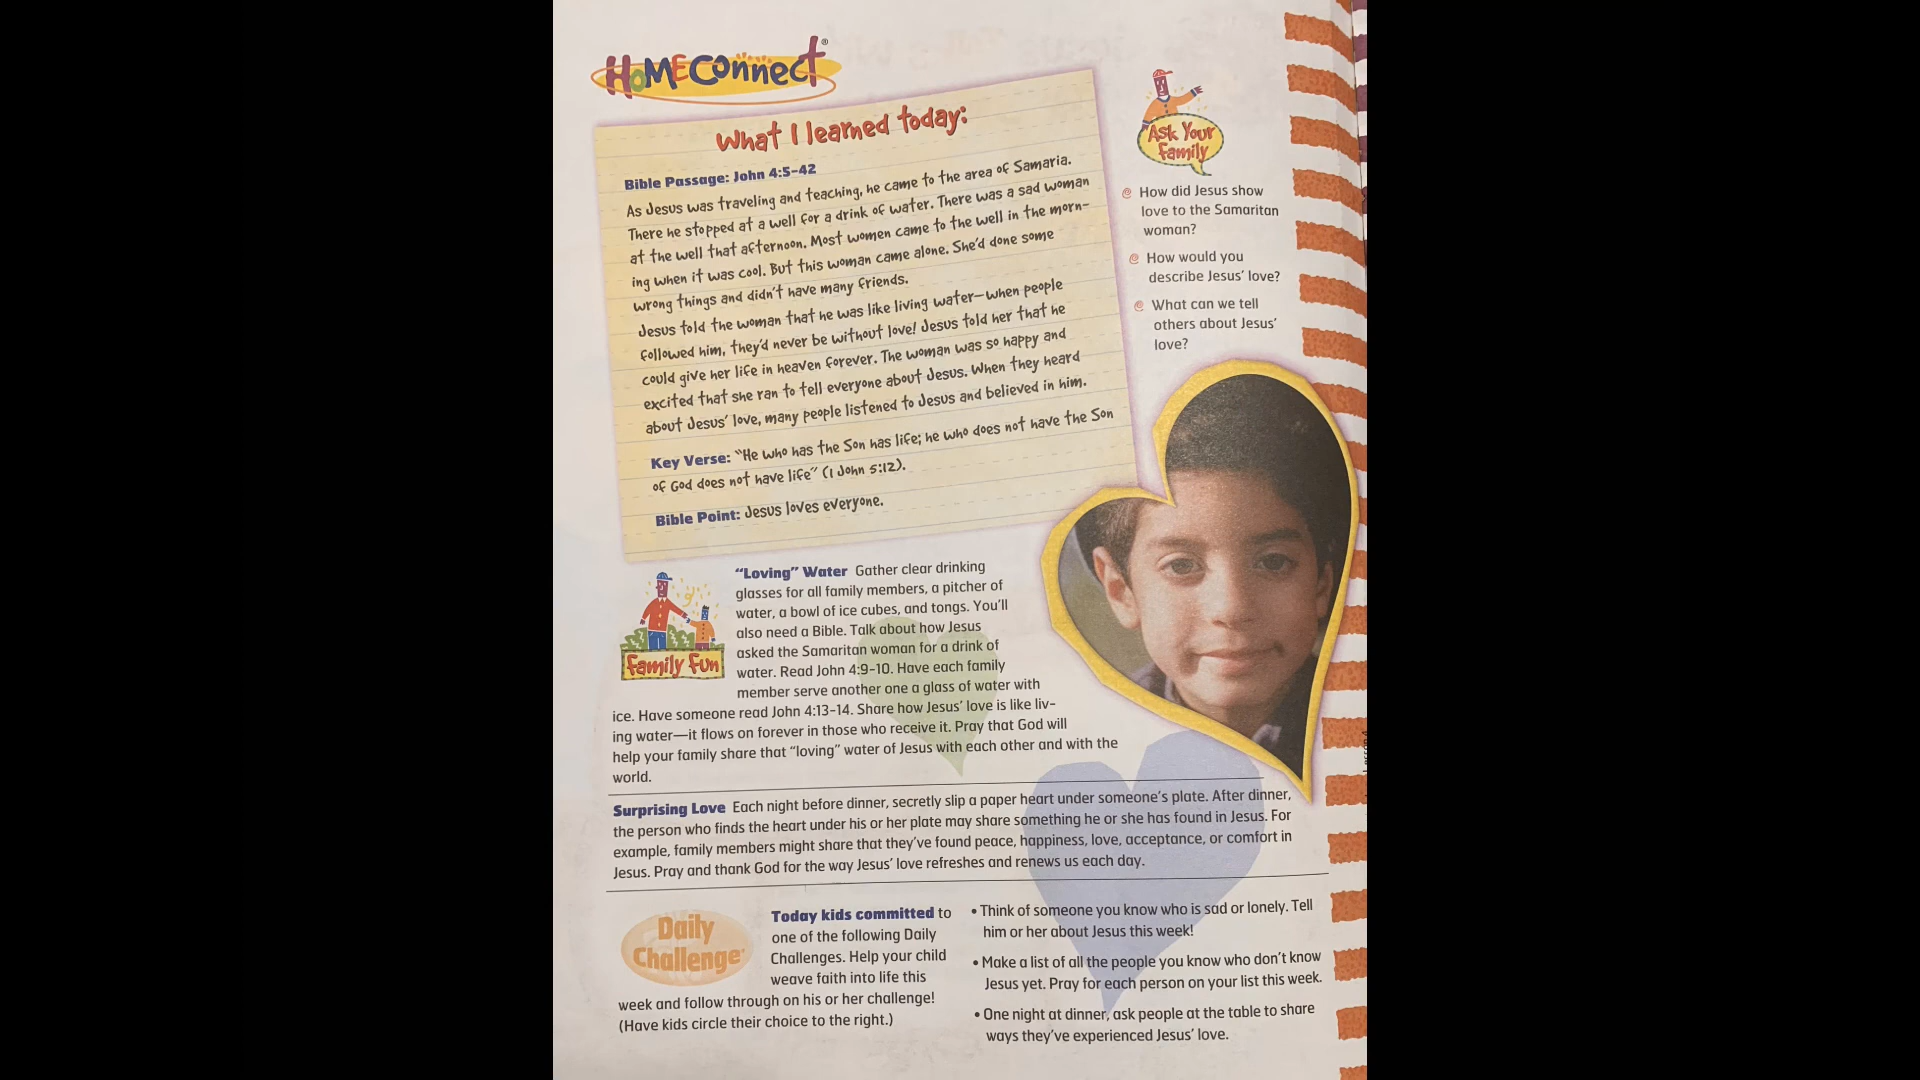 HoMEConnect®
What I learned today:
Bible Passage: John 4:5-42
As Jesus was traveling and teaching, he came to the area of Samaria.
There he stopped at a well for a drink of water. There was a sad woman
at the well that afternoon. Most women came to the well in the morn-
ing when it was cool. But this woman came alone. She'd done some
wrong things and didn't have many friends.
Jesus told the woman that he was like living water—when people
followed him, they'd never be without love! Jesus told her that he
could give her life in heaven forever. The woman was so happy and
excited that she ran to tell everyone about Jesus. When they heard
about Jesus' love, many people listened to Jesus and believed in him.
Key Verse: "He who has the Son has life; he who does not have the Son
of God does not have life" (1 John 5:12).
Bible Point: Jesus loves everyone.
Ask Your
Family
How did Jesus show
love to the Samaritan
woman?
How would you
describe Jesus' love?
What can we tell
others about Jesus'
love?
Family Fun
"Loving" Water Gather clear drinking
glasses for all family members, a pitcher of
water, a bowl of ice cubes, and tongs. You'll
also need a Bible. Talk about how Jesus
asked the Samaritan woman for a drink of
water. Read John 4:9-10. Have each family
member serve another one a glass of water with
ice. Have someone read John 4:13-14. Share how Jesus' love is like liv-
ing water—it flows on forever in those who receive it. Pray that God will
help your family share that "loving" water of Jesus with each other and with the
world.
Surprising Love Each night before dinner, secretly slip a paper heart under someone's plate. After dinner,
the person who finds the heart under his or her plate may share something he or she has found in Jesus. For
example, family members might share that they've found peace, happiness, love, acceptance, or comfort in
Jesus. Pray and thank God for the way Jesus' love refreshes and renews us each day.
Daily
Challenge
Today kids committed to
one of the following Daily
Challenges. Help your child
weave faith into life this
week and follow through on his or her challenge!
(Have kids circle their choice to the right.)
• Think of someone you know who is sad or lonely. Tell
him or her about Jesus this week!
• Make a list of all the people you know who don't know
Jesus yet. Pray for each person on your list this week.
• One night at dinner, ask people at the table to share
ways they've experienced Jesus' love.